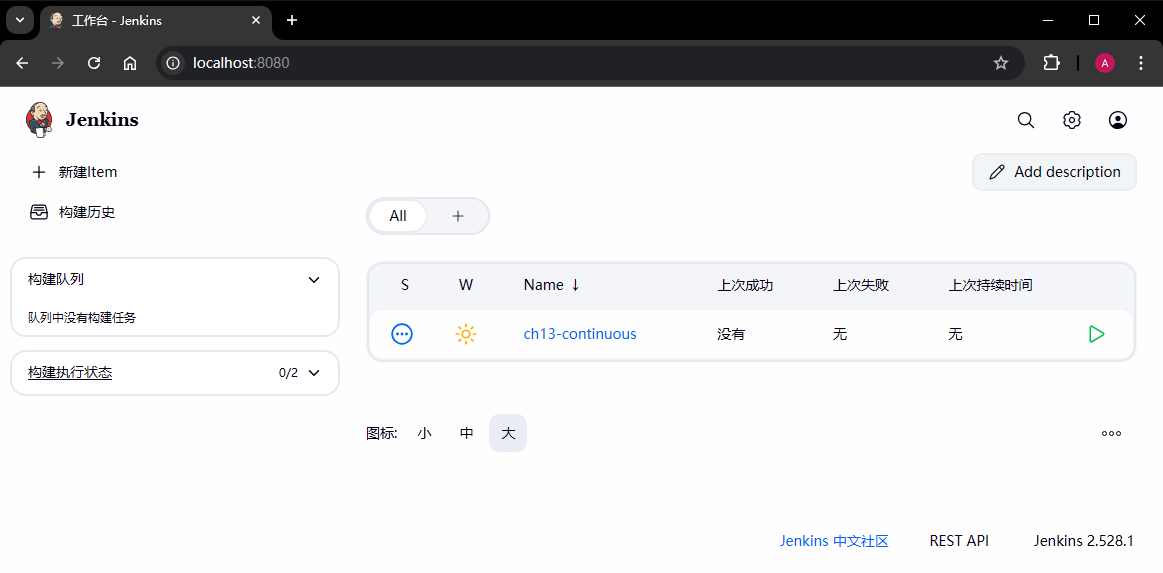 工作台 - Jenkins
localhost:8080
A
Jenkins
新建Item
Add description
构建历史
All
构建队列
队列中没有构建任务
构建执行状态 0/2
S W Name ↓ 上次成功 上次失败 上次持续时间
ch13-continuous 没有 无 无
图标: 小 中 大
Jenkins 中文社区 REST API Jenkins 2.528.1